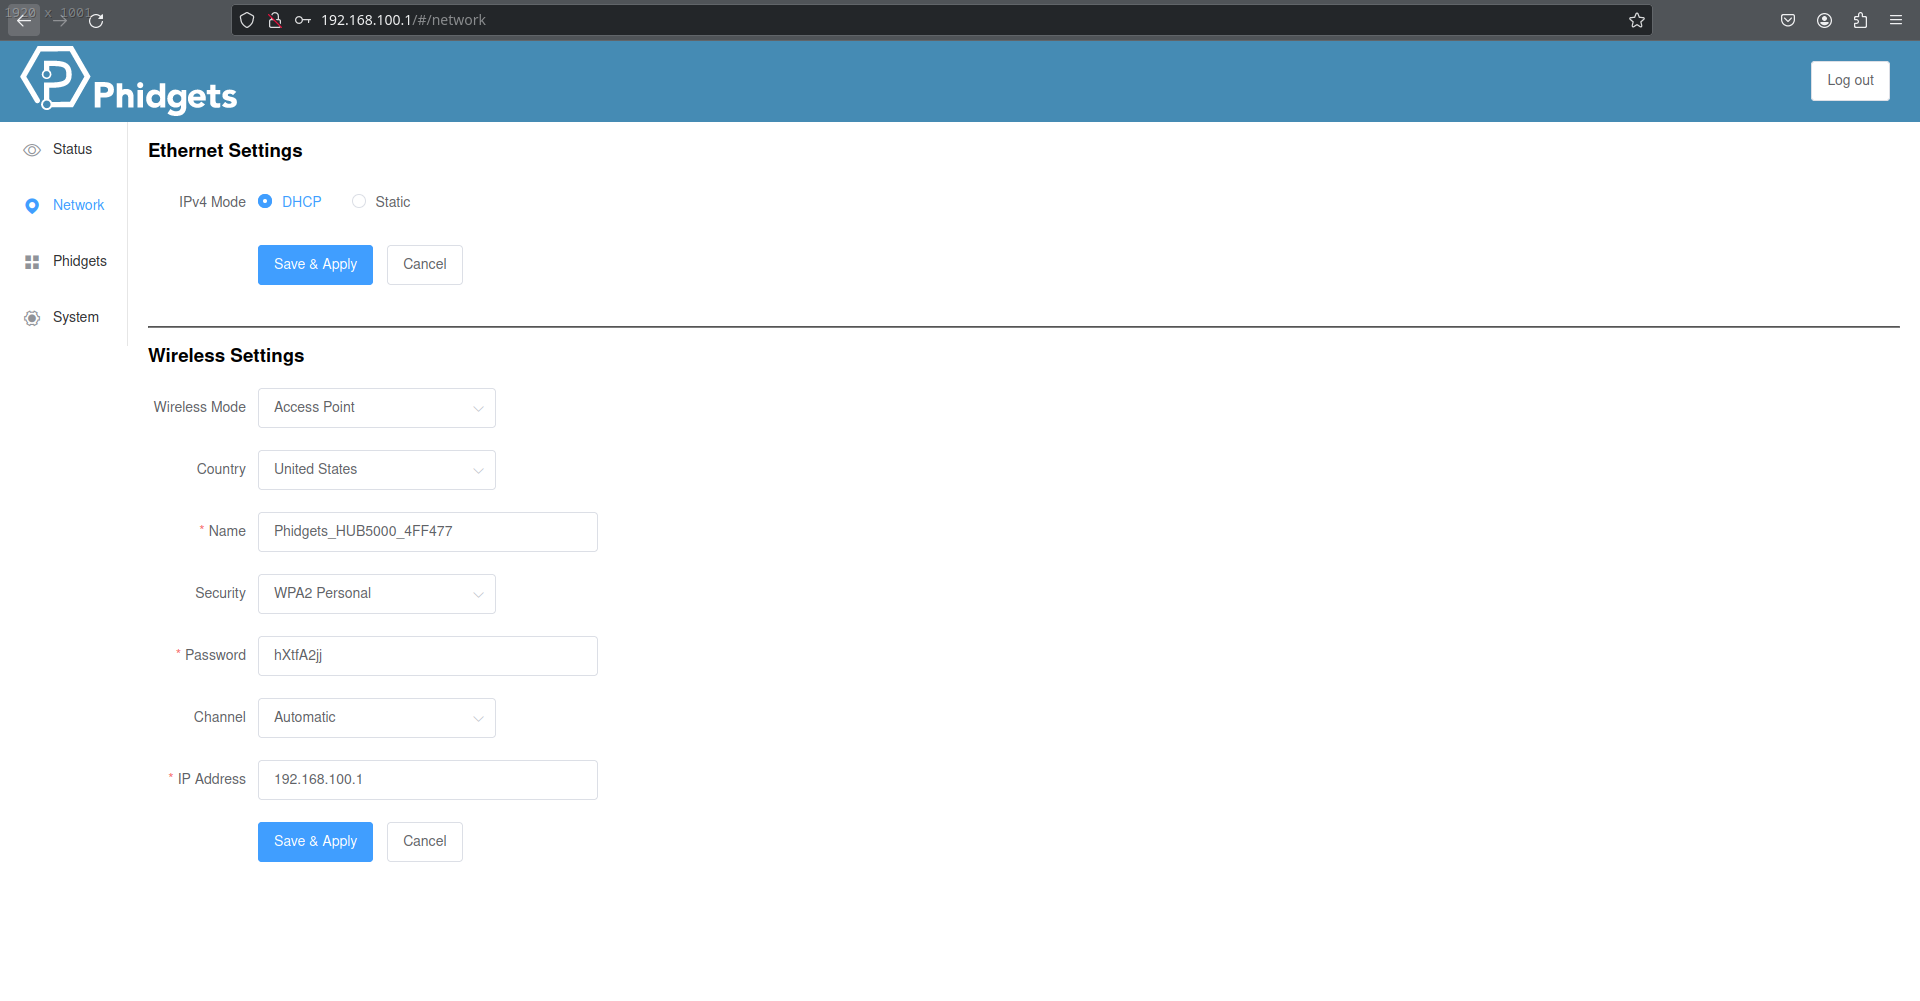 1920 x 1001
192.168.100.1/#/network
Phidgets
Log out
Status
Network
Phidgets
System
Ethernet Settings
IPv4 Mode DHCP Static
Save & Apply Cancel
Wireless Settings
Wireless Mode Access Point
Country United States
* Name Phidgets_HUB5000_4FF477
Security WPA2 Personal
* Password hXtfA2jj
Channel Automatic
* IP Address 192.168.100.1
Save & Apply Cancel